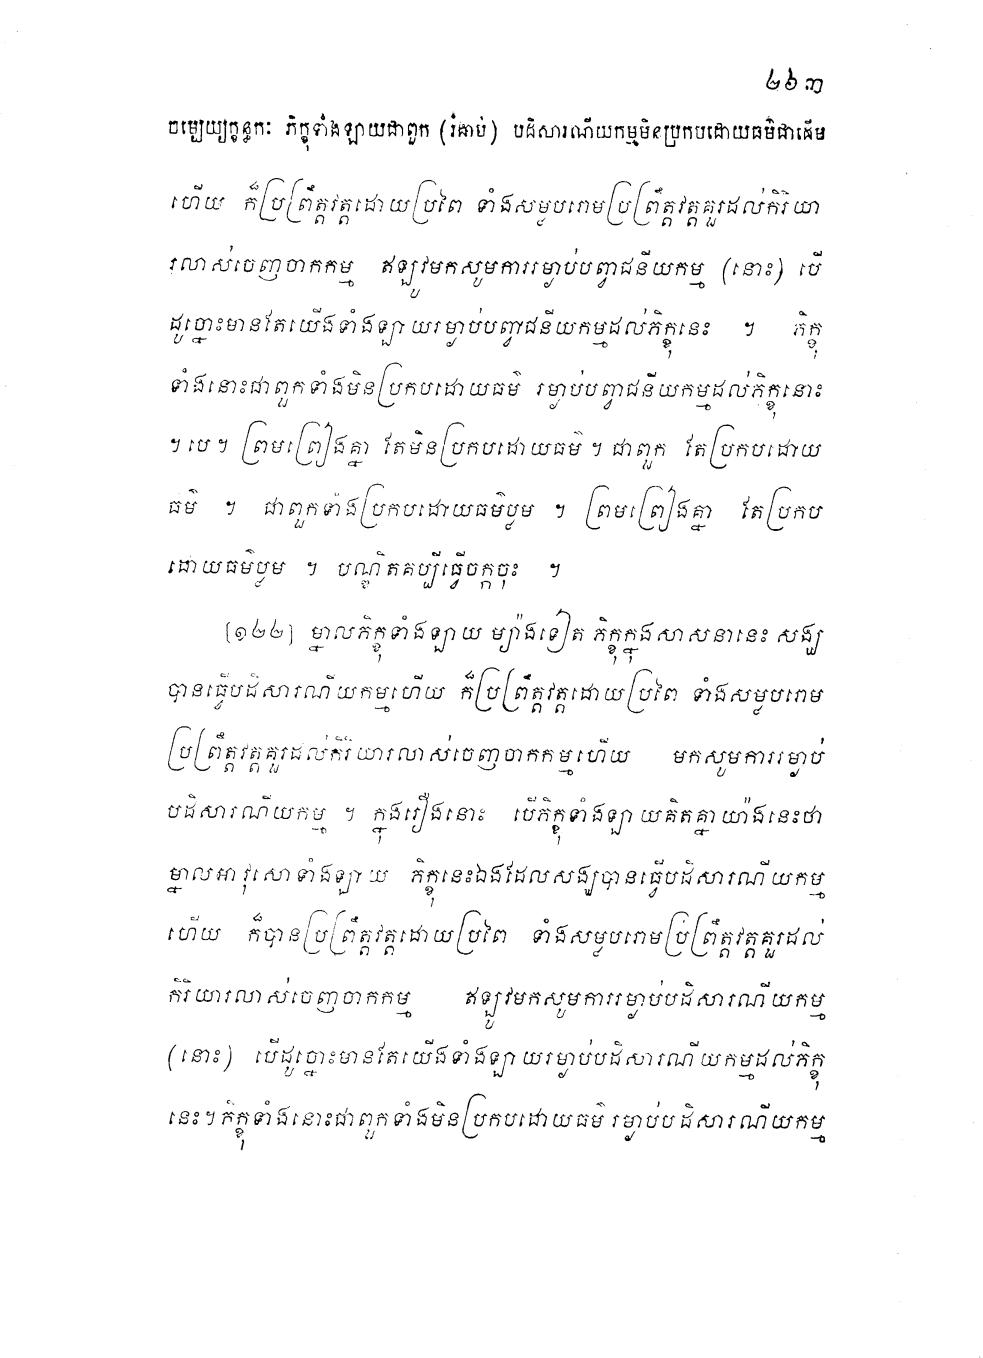 ២៦៣
ចម្បេយ្យក្ខន្ធកៈ ភិក្ខុទាំងឡាយជាពួក (រំងាប់) បដិសារណីយកម្មមិនប្រកបដោយធម៌ជាដើម
ហើយ ក៏ប្រព្រឹត្តវត្តដោយប្រពៃ ទាំងសម្ងបរោមប្រព្រឹត្តវត្តគួរដល់កិរិយា
រលាស់ចេញចាកកម្ម ឥឡូវមកសូមការរម្ងាប់បព្វាជនីយកម្ម (នោះ) បើ
ដូច្នោះមានតែយើងទាំងឡាយរម្ងាប់បព្វាជនីយកម្មដល់ភិក្ខុនេះ ។ ភិក្ខុ
ទាំងនោះជាពួកទាំងមិនប្រកបដោយធម៌ រម្ងាប់បព្វាជនីយកម្មដល់ភិក្ខុនោះ
។ បេ ។ ព្រមព្រៀងគ្នា តែមិនប្រកបដោយធម៌ ។ ជាពួក តែប្រកបដោយ
ធម៌ ។ ជាពួកទាំងប្រកបដោយធម៌ប្លម ។ ព្រមព្រៀងគ្នា តែប្រកប
ដោយធម៌ប្លម ។ បណ្ឌិតគប្បីធ្វើចក្កចុះ ។
[១៨៨] ម្នាលភិក្ខុទាំងឡាយ ម្យ៉ាងទៀត ភិក្ខុក្នុងសាសនានេះ សង្ឃ
បានធ្វើបដិសារណីយកម្មហើយ ក៏ប្រព្រឹត្តវត្តដោយប្រពៃ ទាំងសម្ងបរោម
ប្រព្រឹត្តវត្តគួរដល់កិរិយារលាស់ចេញចាកកម្មហើយ មកសូមការរម្ងាប់
បដិសារណីយកម្ម ។ ក្នុងរឿងនោះ បើភិក្ខុទាំងឡាយគិតគ្នាយ៉ាងនេះថា
ម្នាលអាវុសោទាំងឡាយ ភិក្ខុនេះឯងដែលសង្ឃបានធ្វើបដិសារណីយកម្ម
ហើយ ក៏បានប្រព្រឹត្តវត្តដោយប្រពៃ ទាំងសម្ងបរោមប្រព្រឹត្តវត្តគួរដល់
កិរិយារលាស់ចេញចាកកម្ម ឥឡូវមកសូមការរម្ងាប់បដិសារណីយកម្ម
(នោះ) បើដូច្នោះមានតែយើងទាំងឡាយរម្ងាប់បដិសារណីយកម្មដល់ភិក្ខុ
នេះ ។ ភិក្ខុទាំងនោះជាពួកទាំងមិនប្រកបដោយធម៌ រម្ងាប់បដិសារណីយកម្ម